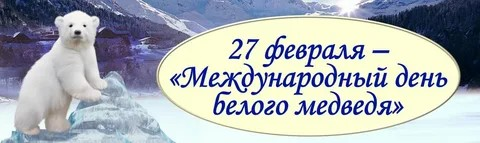 27 февраля –
«Международный день
белого медведя»